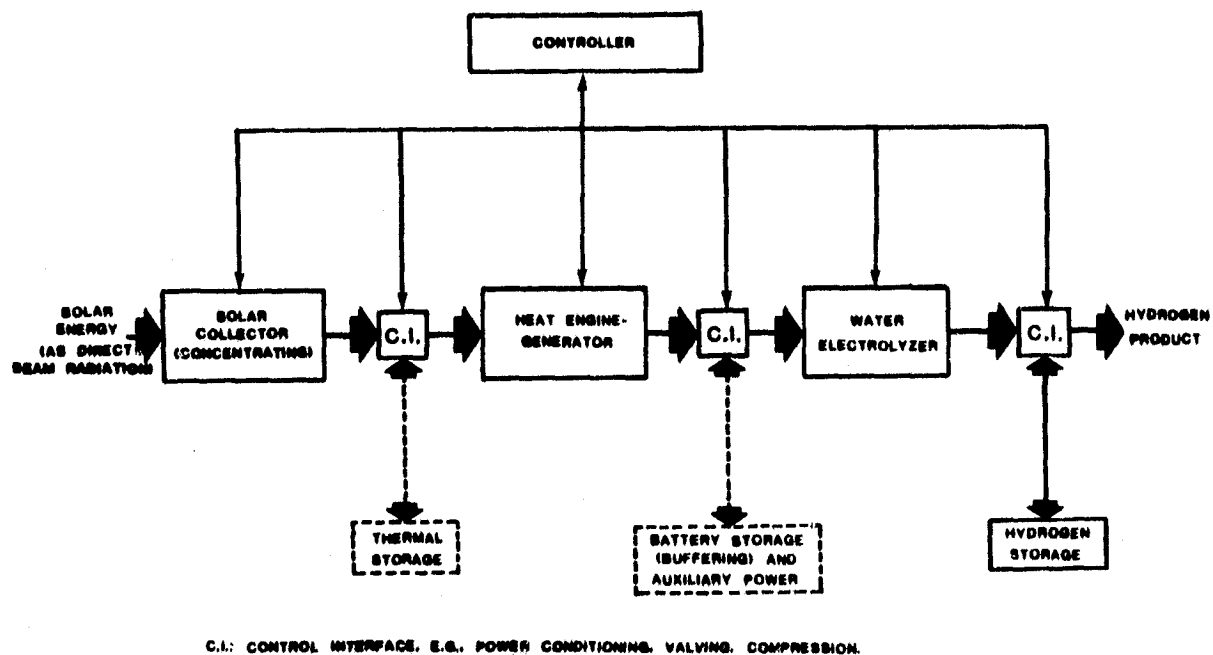 CONTROLLER
SOLAR
ENERGY
(AS DIRECT
BEAM RADIATION)
SOLAR
COLLECTOR
(CONCENTRATING)
C.I.
HEAT ENGINE-
GENERATOR
C.I.
WATER
ELECTROLYZER
C.I.
HYDROGEN
PRODUCT
THERMAL
STORAGE
BATTERY STORAGE
(BUFFERING) AND
AUXILIARY POWER
HYDROGEN
STORAGE
C.I.: CONTROL INTERFACE, E.G., POWER CONDITIONING, VALVING, COMPRESSION.